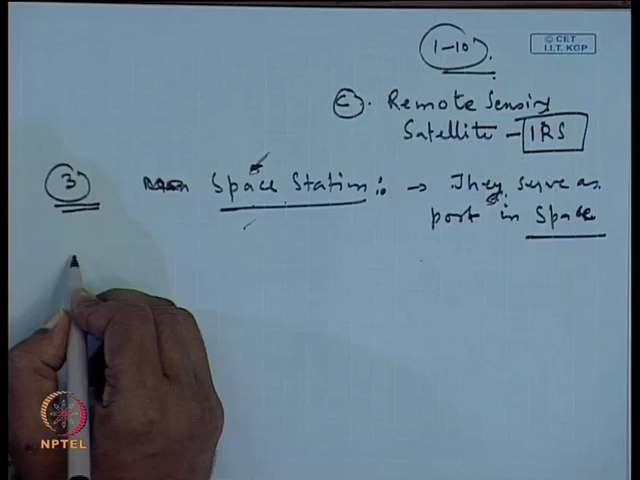 1-10
© CET
I.I.T. KGP
E. Remote Sensing
Satellite - IRS
3 Space Station: → They serve as
port in Space
NPTEL